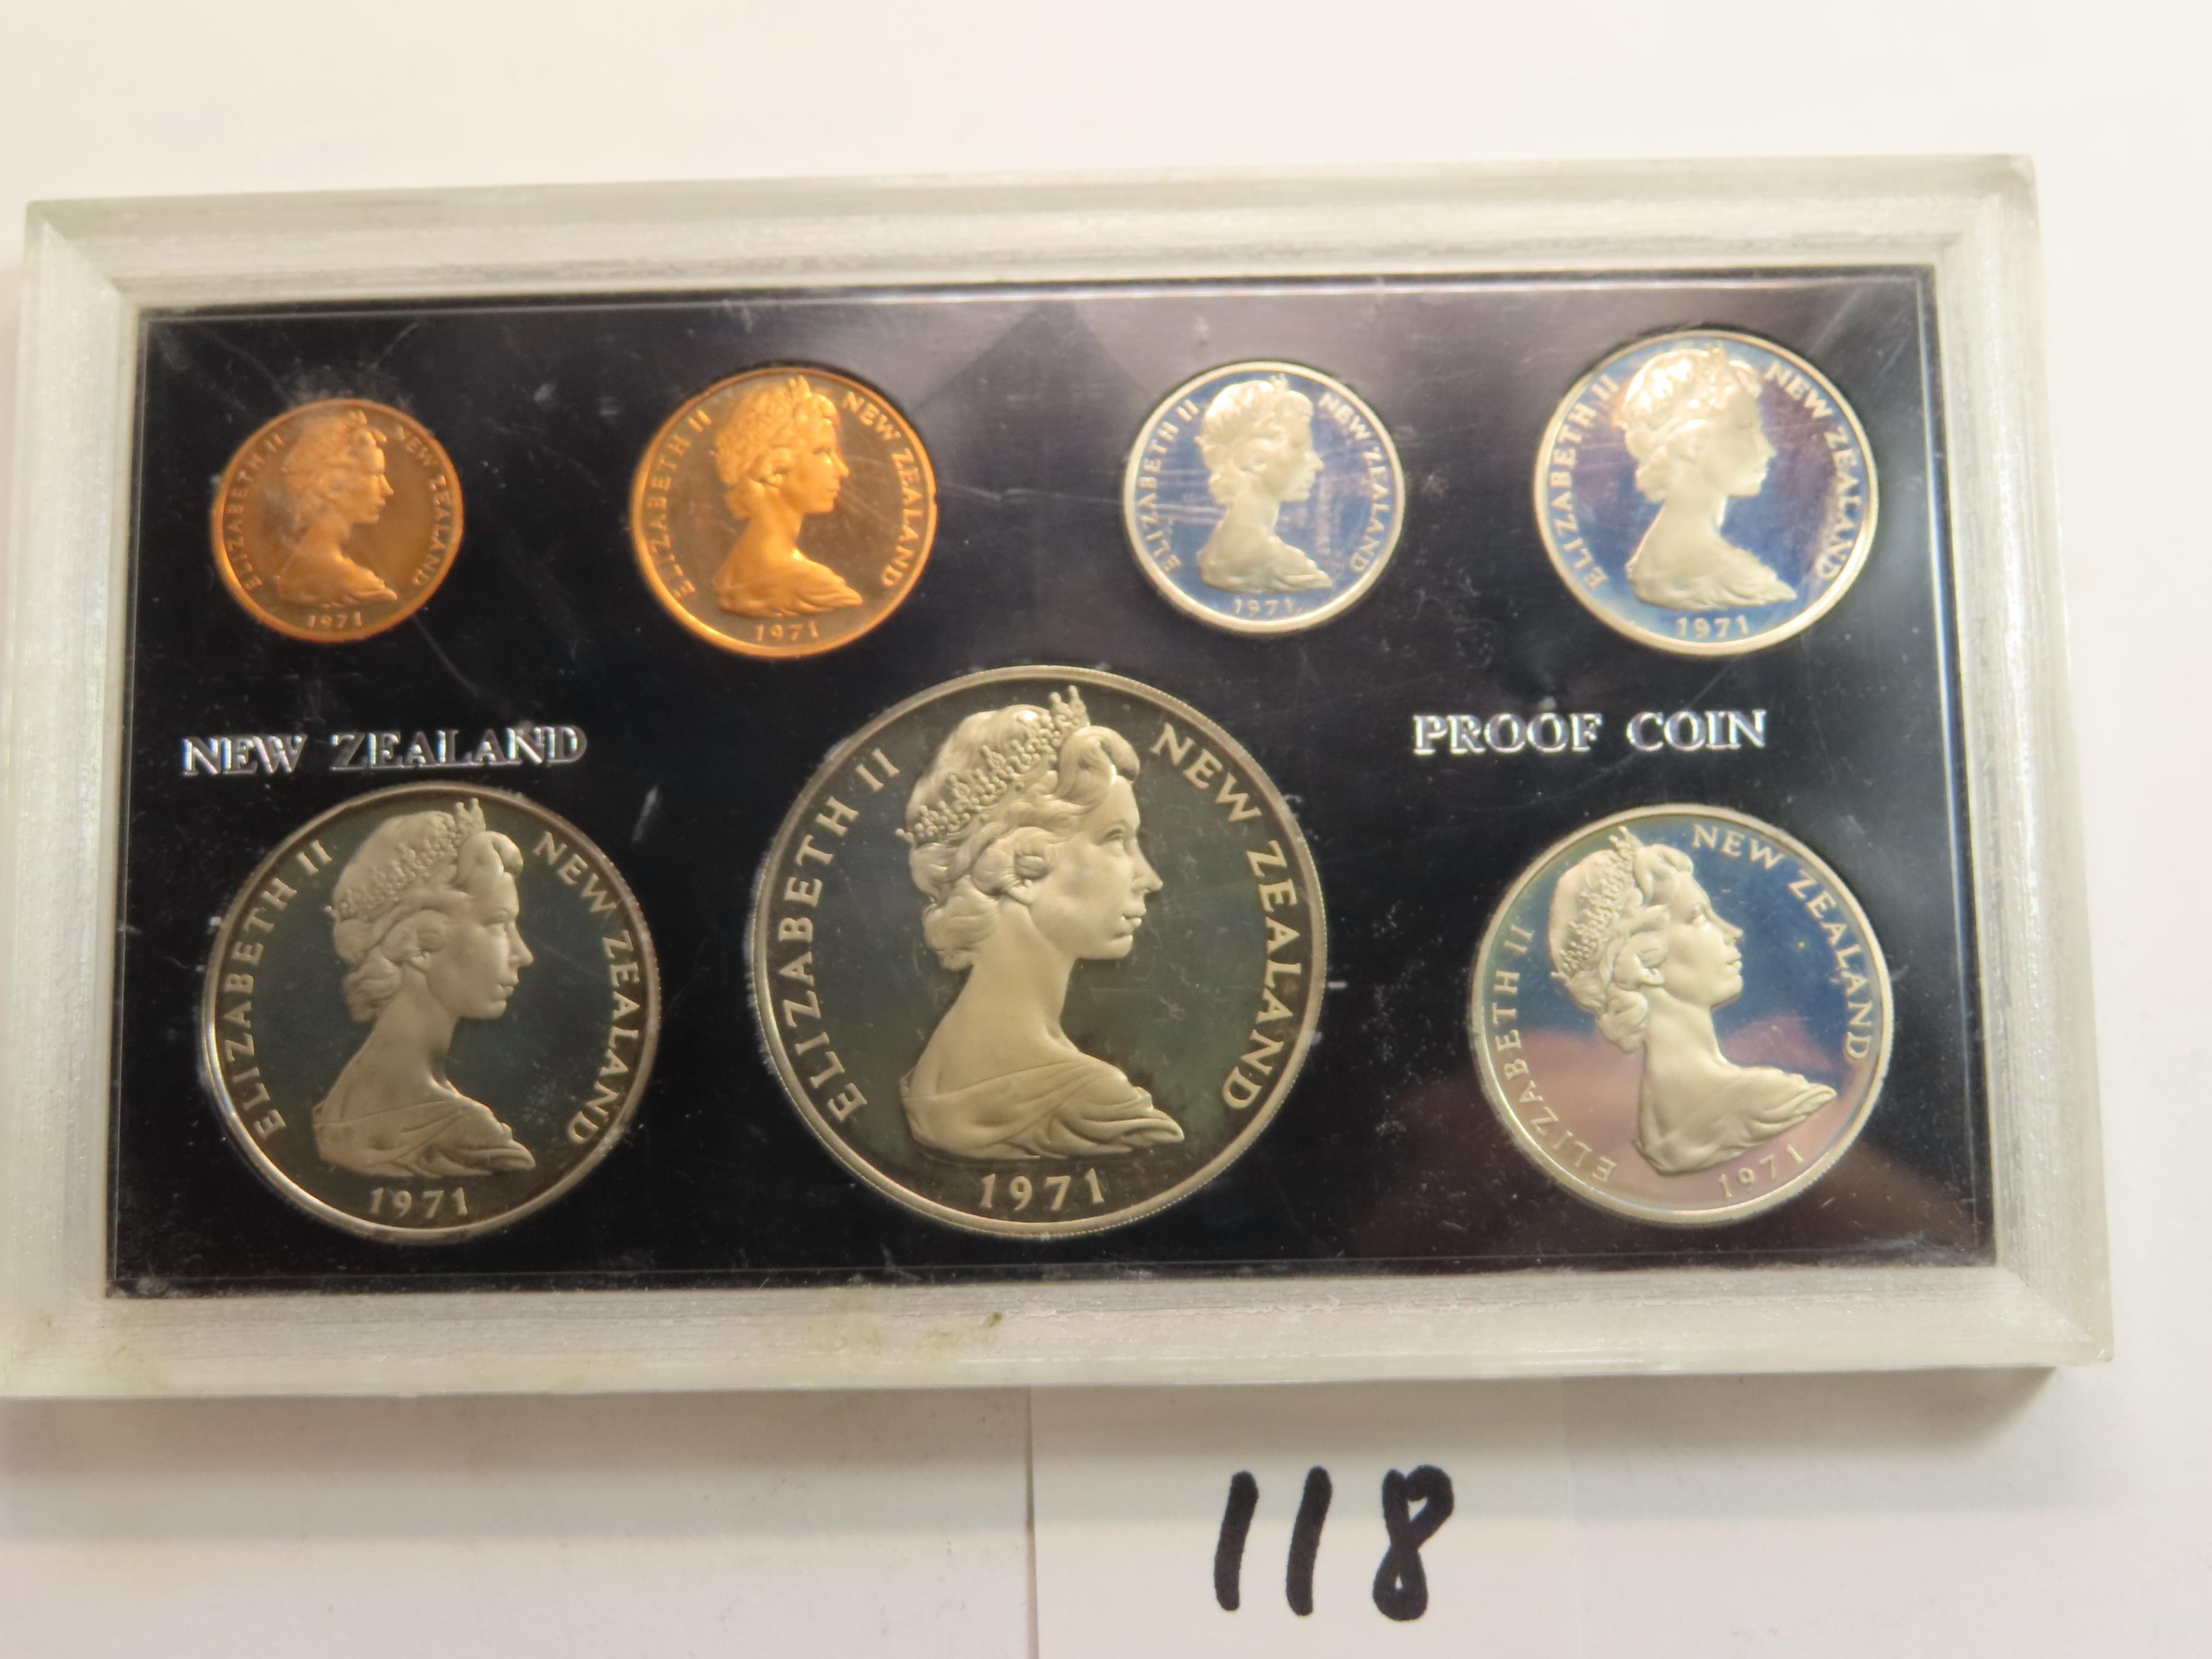 ELIZABETH II NEW ZEALAND
1971
ELIZABETH II NEW ZEALAND
1971
ELIZABETH II NEW ZEALAND
1971
ELIZABETH II NEW ZEALAND
1971
NEW ZEALAND
PROOF COIN
ELIZABETH II NEW ZEALAND
1971
ELIZABETH II NEW ZEALAND
1971
ELIZABETH II NEW ZEALAND
1971
118